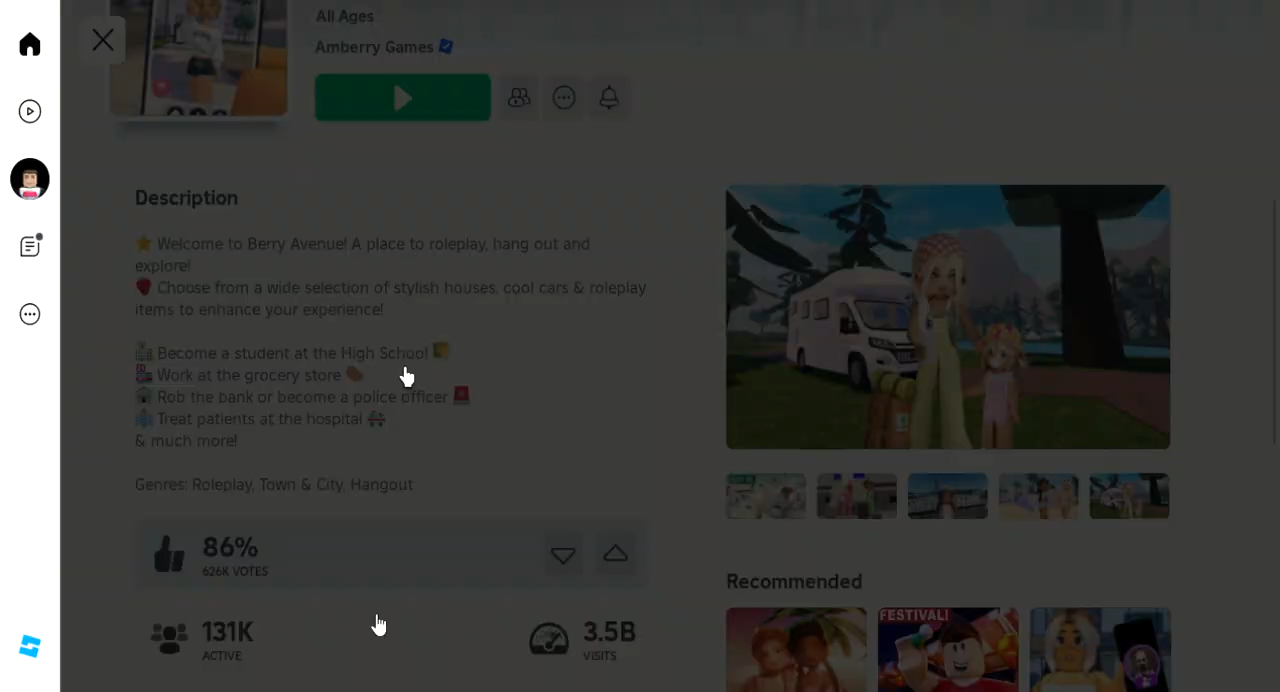 All Ages
Amberry Games
Description
⭐ Welcome to Berry Avenue! A place to roleplay, hang out and
explore!
🍓 Choose from a wide selection of stylish houses, cool cars & roleplay
items to enhance your experience!
🏫 Become a student at the High School!
🏪 Work at the grocery store 🥔
🏦 Rob the bank or become a police officer 🚨
🏥 Treat patients at the hospital 🚑
& much more!
Genres: Roleplay, Town & City, Hangout
86%
626K VOTES
131K
ACTIVE
3.5B
VISITS
Recommended
FESTIVAL!